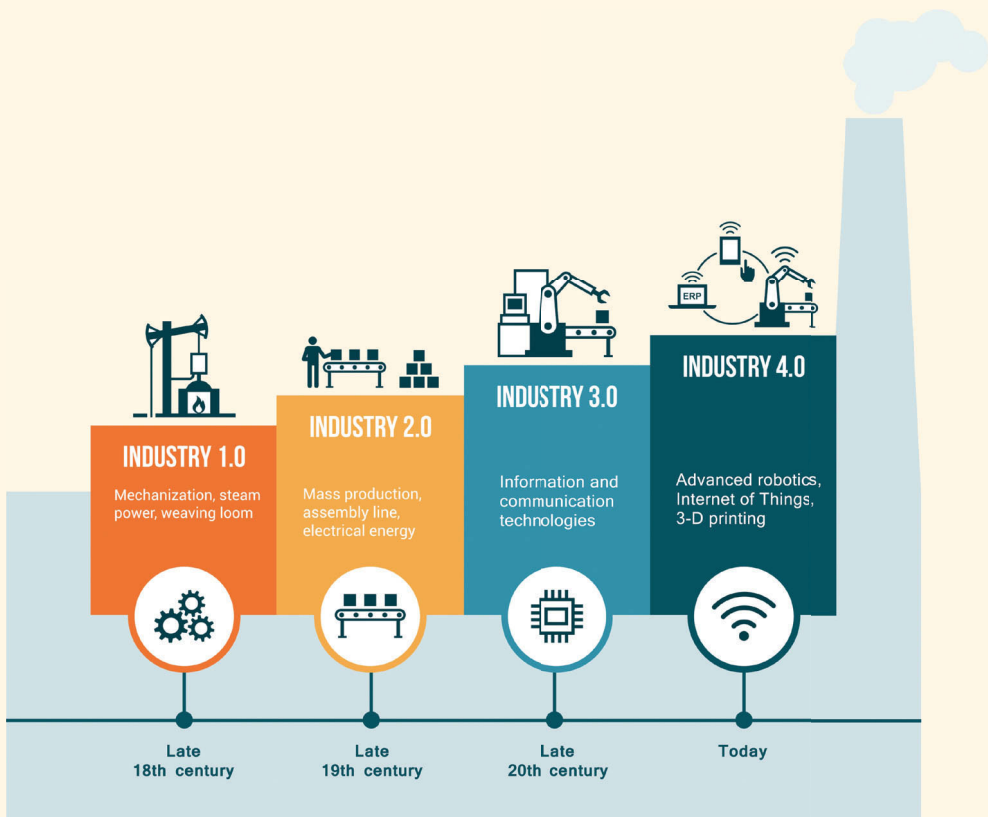 ERP
INDUSTRY 1.0
Mechanization, steam
power, weaving loom
INDUSTRY 2.0
Mass production,
assembly line,
electrical energy
INDUSTRY 3.0
Information and
communication
technologies
INDUSTRY 4.0
Advanced robotics,
Internet of Things,
3-D printing
Late
18th century
Late
19th century
Late
20th century
Today